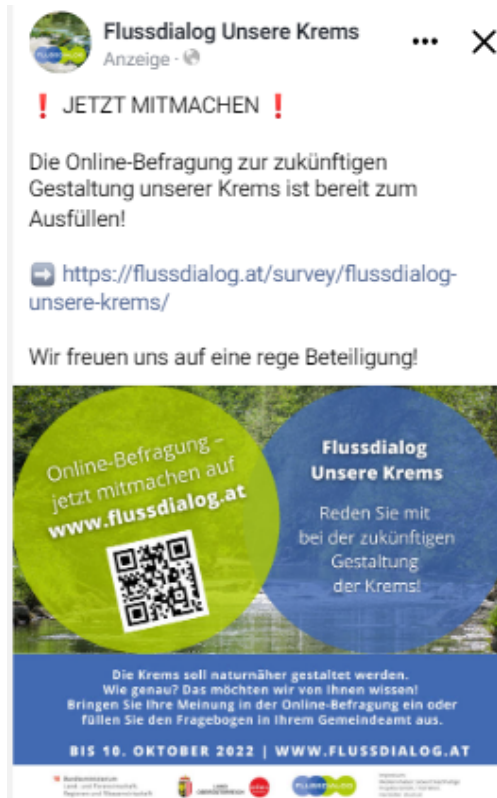 Flussdialog Unsere Krems
Anzeige ·
❗ JETZT MITMACHEN ❗
Die Online-Befragung zur zukünftigen
Gestaltung unserer Krems ist bereit zum
Ausfüllen!
➡️ https://flussdialog.at/survey/flussdialog-
unsere-krems/
Wir freuen uns auf eine rege Beteiligung!
Online-Befragung –
jetzt mitmachen auf
www.flussdialog.at
Flussdialog
Unsere Krems
Reden Sie mit
bei der zukünftigen
Gestaltung
der Krems!
Die Krems soll naturnäher gestaltet werden.
Wie genau? Das möchten wir von Ihnen wissen!
Bringen Sie Ihre Meinung in der Online-Befragung ein oder
füllen Sie den Fragebogen in Ihrem Gemeindeamt aus.
BIS 10. OKTOBER 2022 | WWW.FLUSSDIALOG.AT
Bundesministerium
Land- und Forstwirtschaft,
Regionen und Wasserwirtschaft
LAND
OBERÖSTERREICH
FLUSSDIALOG